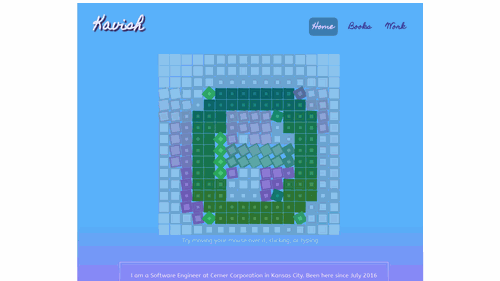 Kavish
Home Books Work
Try moving your mouse over it, clicking, or typing
I am a Software Engineer at Cerner Corporation in Kansas City. Been here since July 2016